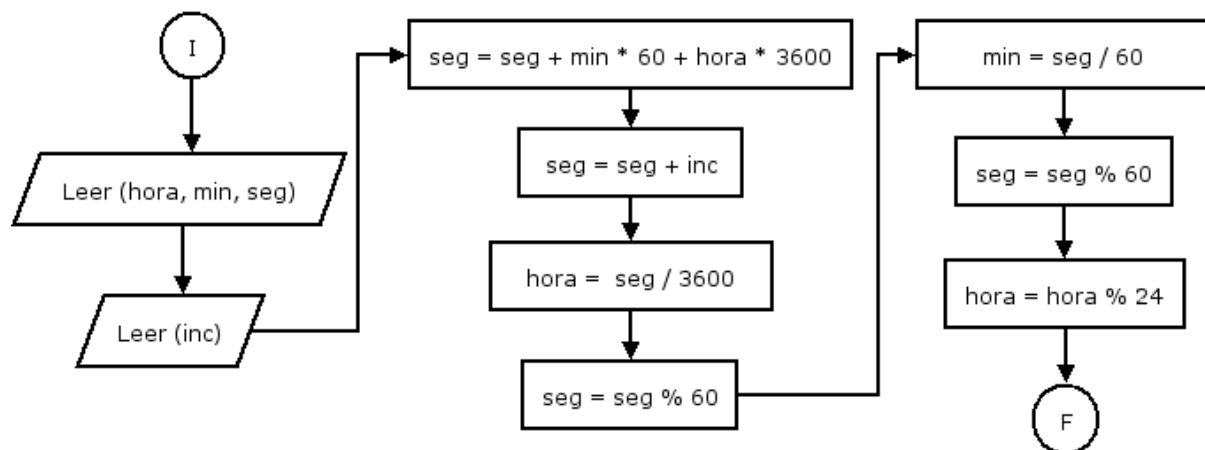 I
Leer (hora, min, seg)
Leer (inc)
seg = seg + min * 60 + hora * 3600
seg = seg + inc
hora = seg / 3600
seg = seg % 60
min = seg / 60
seg = seg % 60
hora = hora % 24
F